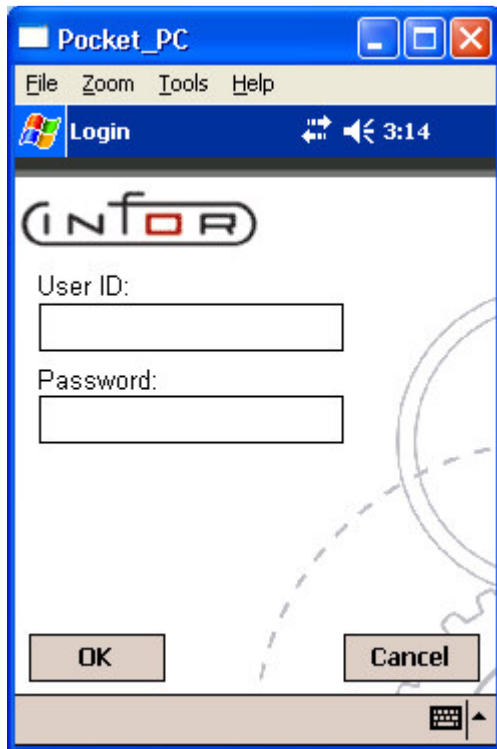 Pocket_PC
File Zoom Tools Help
Login 3:14
INfOR
User ID:
Password:
OK Cancel